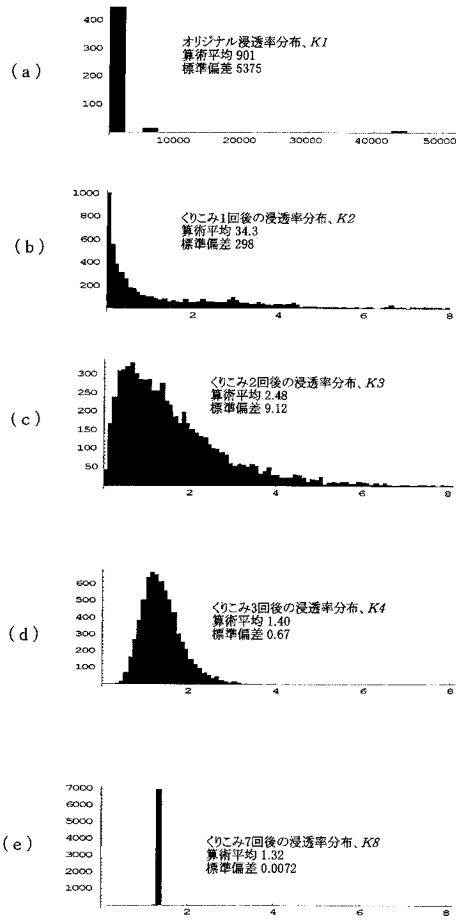 (a)
400
300
200
100
オリジナル浸透率分布、K1
算術平均 901
標準偏差 5375
10000 20000 30000 40000 50000
(b)
1000
800
600
400
200
くりこみ1回後の浸透率分布、K2
算術平均 34.3
標準偏差 298
2 4 6 8
(c)
300
250
200
150
100
50
くりこみ2回後の浸透率分布、K3
算術平均 2.48
標準偏差 9.12
2 4 6 8
(d)
600
500
400
300
200
100
くりこみ3回後の浸透率分布、K4
算術平均 1.40
標準偏差 0.67
2 4 6 8
(e)
7000
6000
5000
4000
3000
2000
1000
くりこみ7回後の浸透率分布、K8
算術平均 1.32
標準偏差 0.0072
2 4 6 8